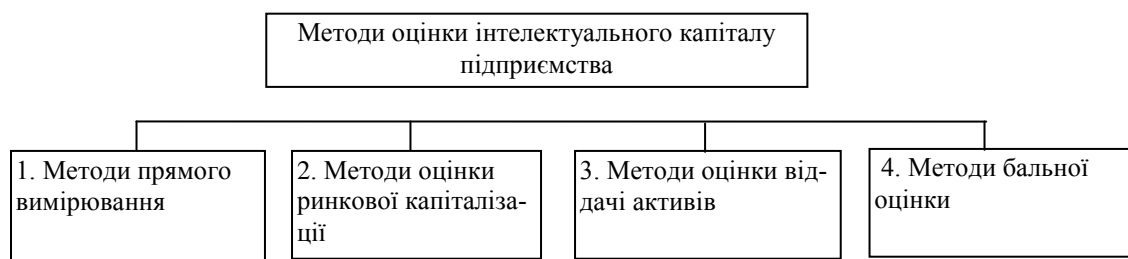 Методи оцінки інтелектуального капіталу
підприємства
1. Методи прямого
вимірювання
2. Методи оцінки
ринкової капіталіза-
ції
3. Методи оцінки від-
дачі активів
4. Методи бальної
оцінки